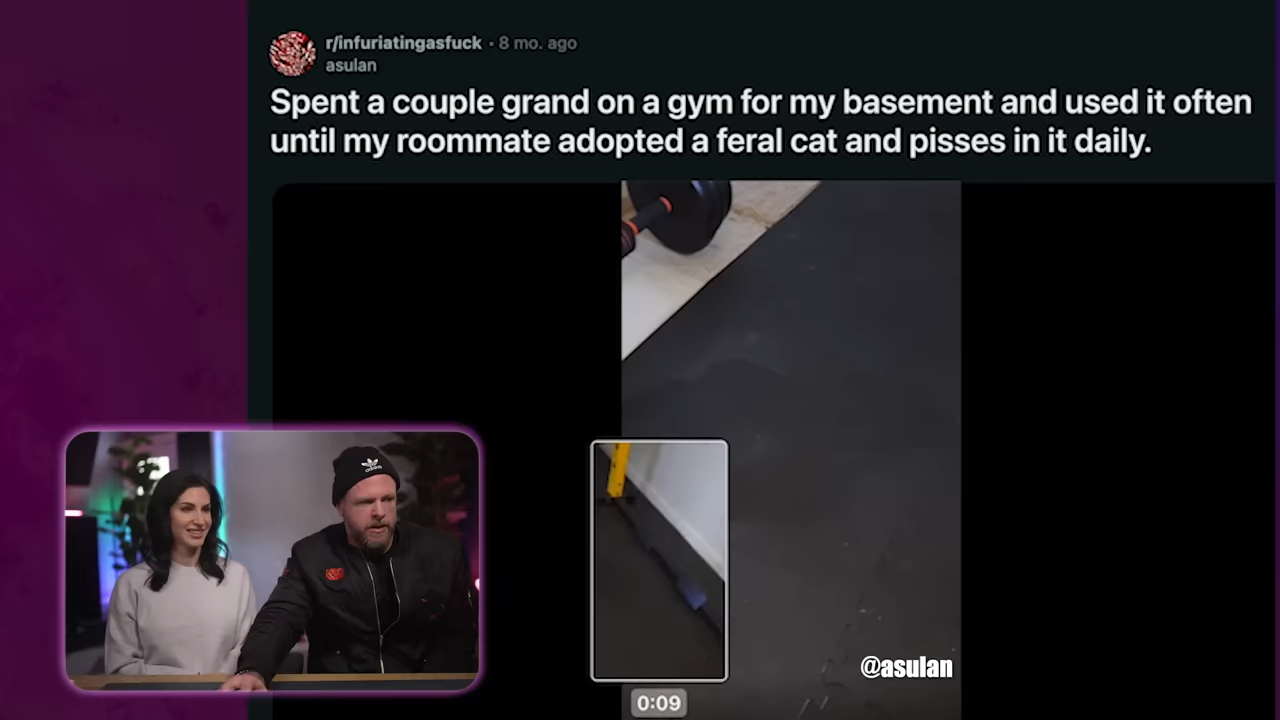 r/infuriatingasfuck • 8 mo. ago
asulan
Spent a couple grand on a gym for my basement and used it often
until my roommate adopted a feral cat and pisses in it daily.
adidas
@asulan
0:09